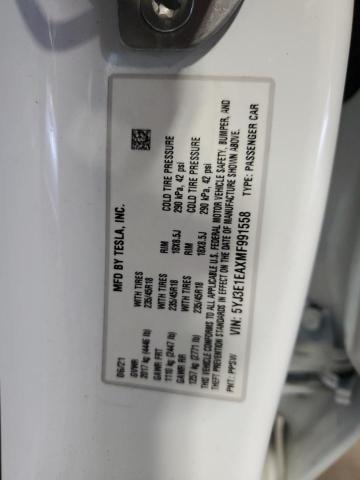 MFD BY TESLA, INC.
06/21
GVWR:
2017 kg (4446 lb)
GAWR FRT WITH TIRES RIM COLD TIRE PRESSURE
1110 kg (2447 lb) 235/45R18 18X8.5J 290 kPa, 42 psi
GAWR RR WITH TIRES RIM COLD TIRE PRESSURE
1257 kg (2771 lb) 235/45R18 18X8.5J 290 kPa, 42 psi
THIS VEHICLE CONFORMS TO ALL APPLICABLE U.S. FEDERAL MOTOR VEHICLE SAFETY, BUMPER, AND
THEFT PREVENTION STANDARDS IN EFFECT ON THE DATE OF MANUFACTURE SHOWN ABOVE.
VIN: 5YJ3E1EAXMF991558
PNT: PPSW TYPE: PASSENGER CAR